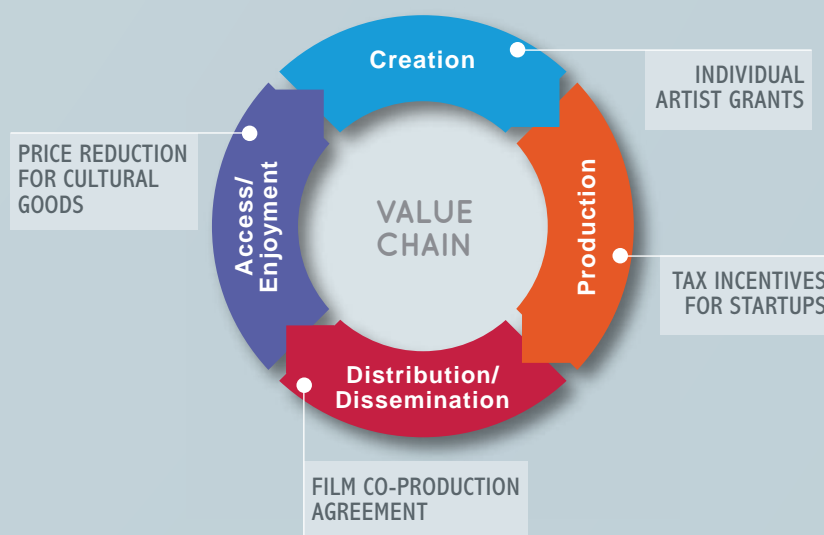 Creation
INDIVIDUAL
ARTIST GRANTS
PRICE REDUCTION
FOR CULTURAL
GOODS
Access/
Enjoyment
VALUE
CHAIN
Production
TAX INCENTIVES
FOR STARTUPS
Distribution/
Dissemination
FILM CO-PRODUCTION
AGREEMENT